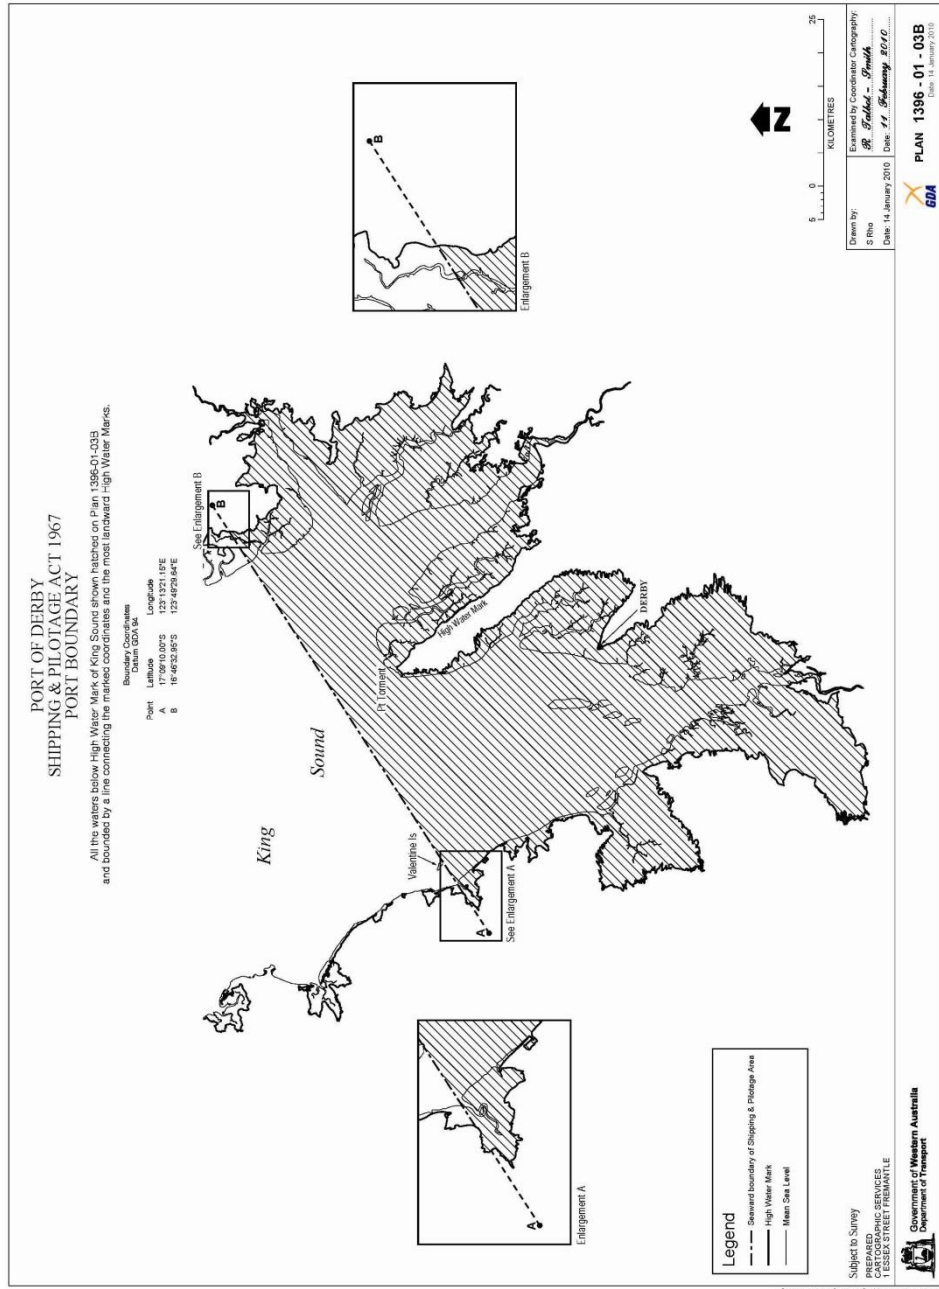 PORT OF DERBY
SHIPPING & PILOTAGE ACT 1967
PORT BOUNDARY
All the waters below High Water Mark of King Sound shown hatched on Plan 1396-01-03B
and bounded by a line connecting the marked coordinates and the most landward High Water Marks.
Boundary Coordinates
Datum GDA 94
Point Latitude Longitude
A 17°09'10.00"S 123°13'21.15"E
B 16°46'32.95"S 123°49'29.64"E
See Enlargement B
B
King
Sound
Valentine Is
A
See Enlargement A
Pt Torment
High Water Mark
DERBY
A
Enlargement A
B
Enlargement B
N
5 0 25
KILOMETRES
Legend
Seaward boundary of Shipping & Pilotage Area
High Water Mark
Mean Sea Level
Subject to Survey
PREPARED
CARTOGRAPHIC SERVICES
1 ESSEX STREET FREMANTLE
Drawn by:
S Rho
Date: 14 January 2010
Examined by Coordinator Cartography:
R Talbot - Smith
Date: 11 February 2010
Government of Western Australia
Department of Transport
GDA
PLAN 1396 - 01 - 03B
Date: 14 January 2010